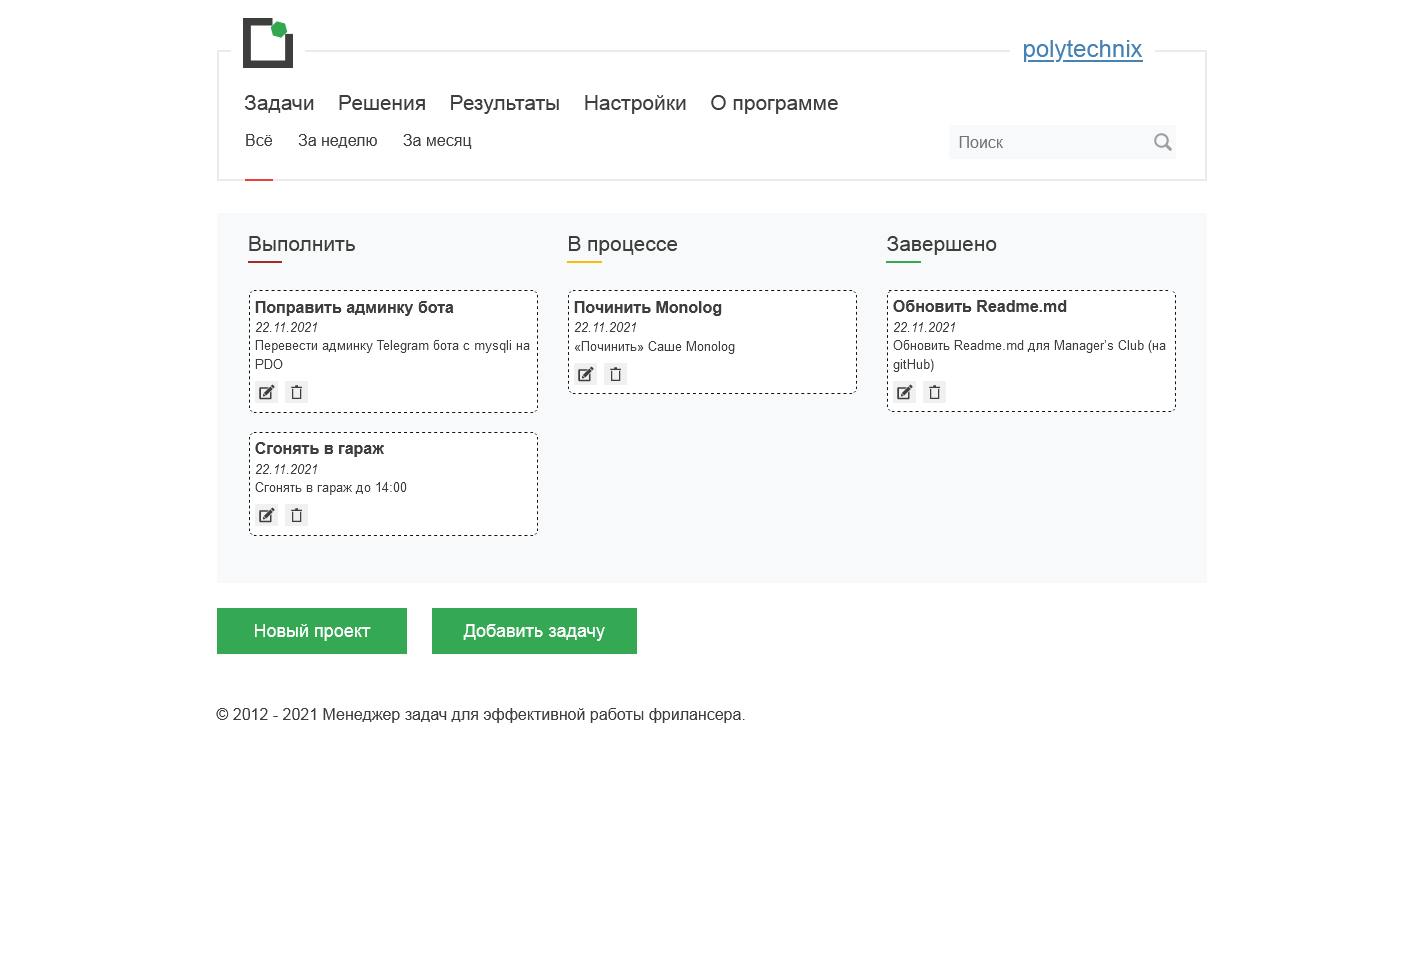 polytechnix
Задачи Решения Результаты Настройки О программе
Всё За неделю За месяц
Поиск
Выполнить
Поправить админку бота
22.11.2021
Перевести админку Telegram бота с mysqli на
PDO
Сгонять в гараж
22.11.2021
Сгонять в гараж до 14:00
В процессе
Починить Monolog
22.11.2021
«Починить» Саше Monolog
Завершено
Обновить Readme.md
22.11.2021
Обновить Readme.md для Manager's Club (на
gitHub)
Новый проект
Добавить задачу
© 2012 - 2021 Менеджер задач для эффективной работы фрилансера.